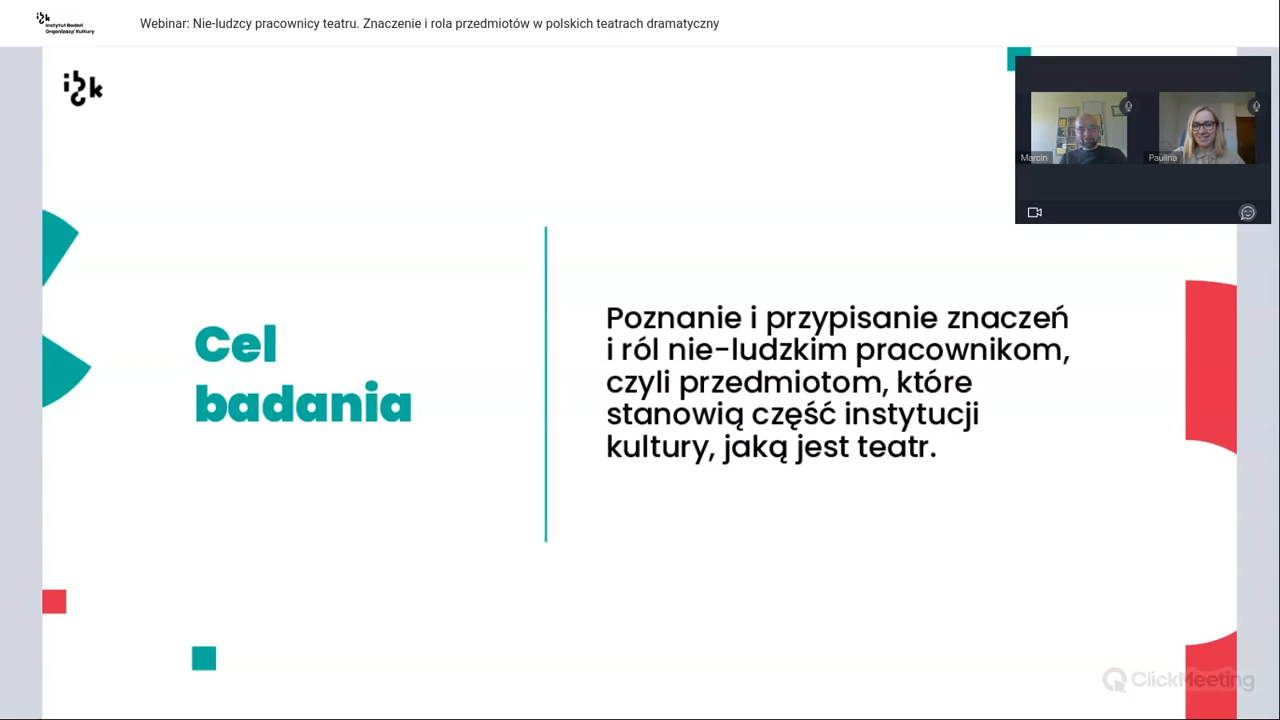 Instytut Badań
Organizacji Kultury
Webinar: Nie-ludzcy pracownicy teatru. Znaczenie i rola przedmiotów w polskich teatrach dramatyczny
ibok
Marcin
Paulina
Cel
badania
Poznanie i przypisanie znaczeń
i ról nie-ludzkim pracownikom,
czyli przedmiotom, które
stanowią część instytucji
kultury, jaką jest teatr.
ClickMeeting